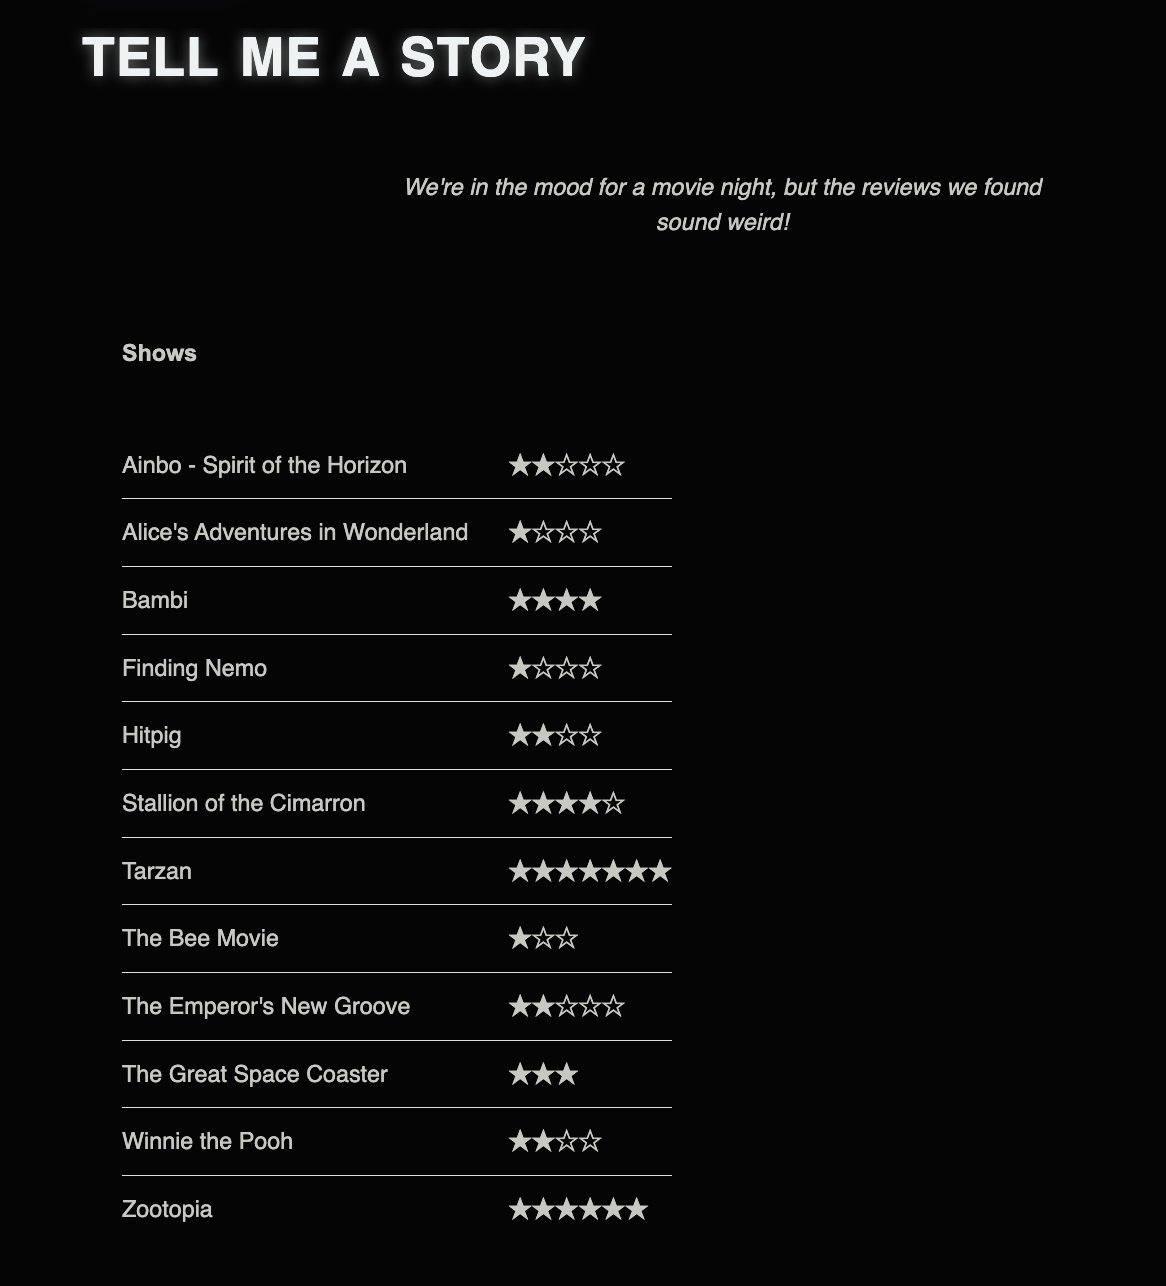 TELL ME A STORY
We're in the mood for a movie night, but the reviews we found
sound weird!
Shows
Ainbo - Spirit of the Horizon ★★☆☆☆
Alice's Adventures in Wonderland ★☆☆☆
Bambi ★★★★
Finding Nemo ★☆☆☆
Hitpig ★★☆☆
Stallion of the Cimarron ★★★★☆
Tarzan ★★★★★★★
The Bee Movie ★☆☆
The Emperor's New Groove ★★☆☆☆
The Great Space Coaster ★★★
Winnie the Pooh ★★☆☆
Zootopia ★★★★★★